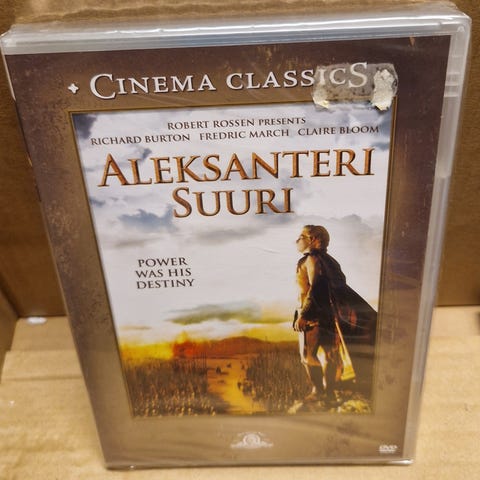 CINEMA CLASSICS
ROBERT ROSSEN PRESENTS
RICHARD BURTON FREDRIC MARCH CLAIRE BLOOM
ALEKSANTERI
SUURI
POWER
WAS HIS
DESTINY
DVD